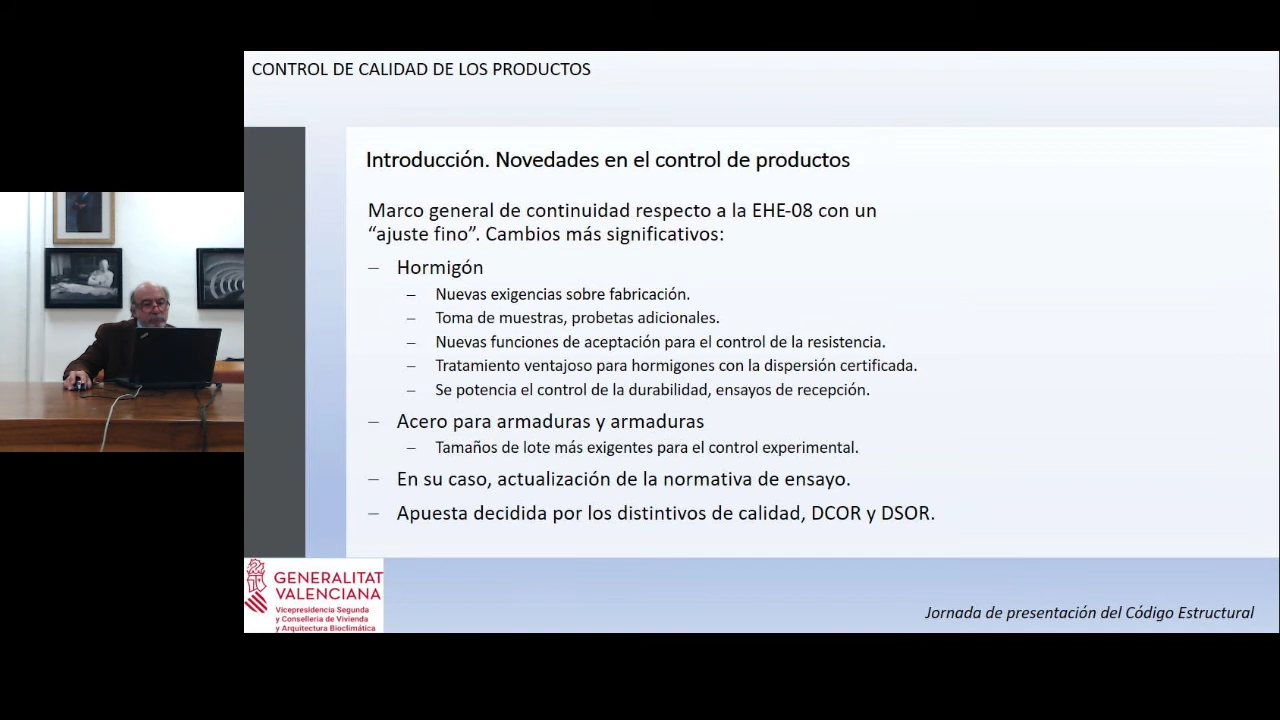 CONTROL DE CALIDAD DE LOS PRODUCTOS
Introducción. Novedades en el control de productos
Marco general de continuidad respecto a la EHE-08 con un
“ajuste fino”. Cambios más significativos:
– Hormigón
– Nuevas exigencias sobre fabricación.
– Toma de muestras, probetas adicionales.
– Nuevas funciones de aceptación para el control de la resistencia.
– Tratamiento ventajoso para hormigones con la dispersión certificada.
– Se potencia el control de la durabilidad, ensayos de recepción.
– Acero para armaduras y armaduras
– Tamaños de lote más exigentes para el control experimental.
– En su caso, actualización de la normativa de ensayo.
– Apuesta decidida por los distintivos de calidad, DCOR y DSOR.
GENERALITAT
VALENCIANA
Vicepresidencia Segunda
y Conselleria de Vivienda
y Arquitectura Bioclimática
Jornada de presentación del Código Estructural